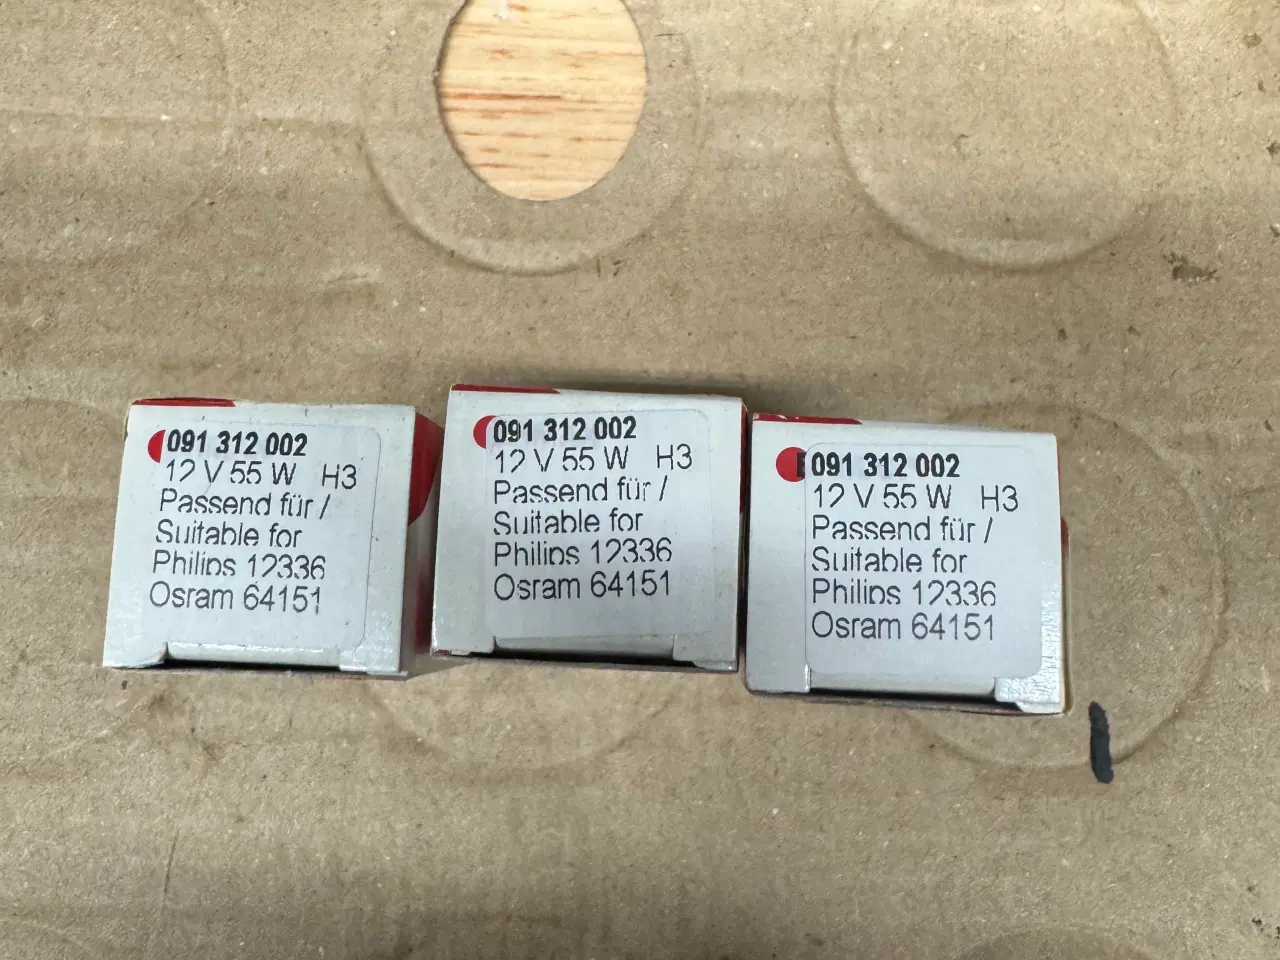 091 312 002
12 V 55 W H3
Passend für /
Suitable for
Philips 12336
Osram 64151
091 312 002
12 V 55 W H3
Passend für /
Suitable for
Philips 12336
Osram 64151
091 312 002
12 V 55 W H3
Passend für /
Suitable for
Philips 12336
Osram 64151